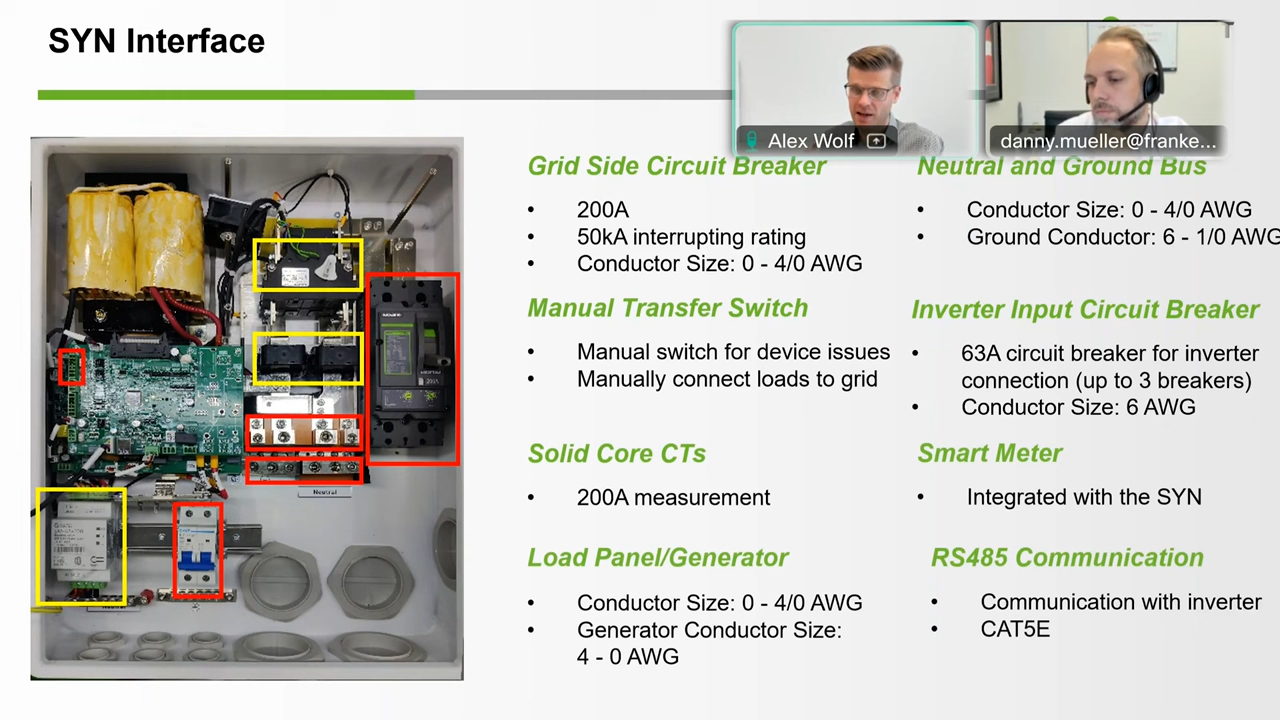 SYN Interface
Alex Wolf
danny.mueller@franke...
Grid Side Circuit Breaker
• 200A
• 50kA interrupting rating
• Conductor Size: 0 - 4/0 AWG
Manual Transfer Switch
• Manual switch for device issues
• Manually connect loads to grid
Solid Core CTs
• 200A measurement
Load Panel/Generator
• Conductor Size: 0 - 4/0 AWG
• Generator Conductor Size:
4 - 0 AWG
Neutral and Ground Bus
• Conductor Size: 0 - 4/0 AWG
• Ground Conductor: 6 - 1/0 AWG
Inverter Input Circuit Breaker
• 63A circuit breaker for inverter
connection (up to 3 breakers)
• Conductor Size: 6 AWG
Smart Meter
• Integrated with the SYN
RS485 Communication
• Communication with inverter
• CAT5E
Neutral